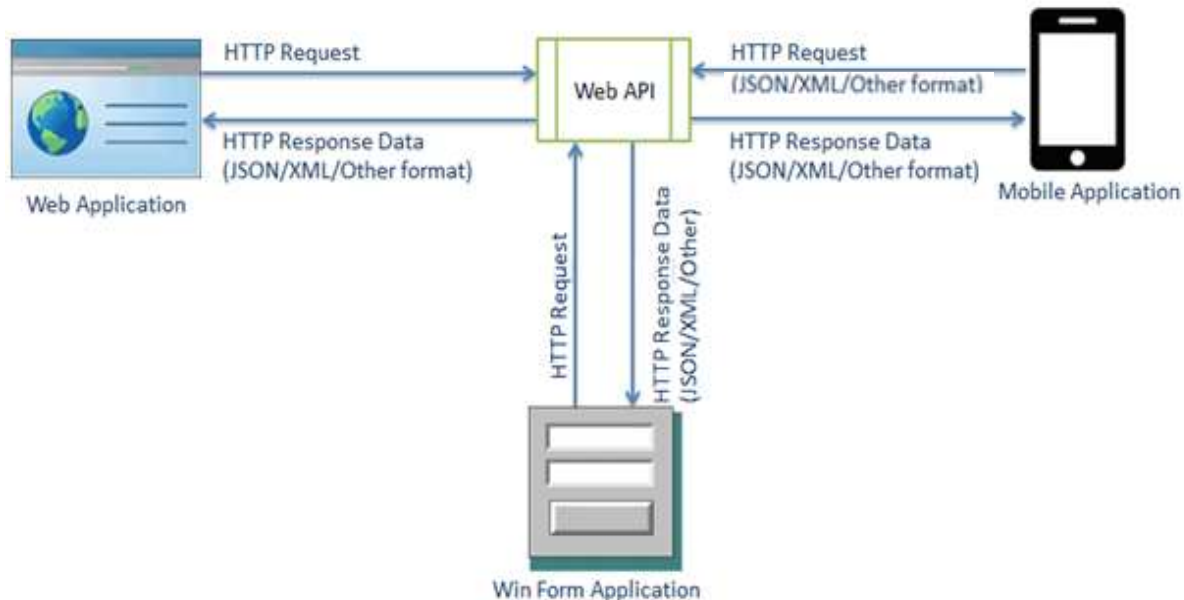 HTTP Request
HTTP Response Data
(JSON/XML/Other format)
Web Application
Web API
HTTP Request
(JSON/XML/Other format)
HTTP Response Data
(JSON/XML/Other format)
Mobile Application
HTTP Request
HTTP Response Data
(JSON/XML/Other)
Win Form Application